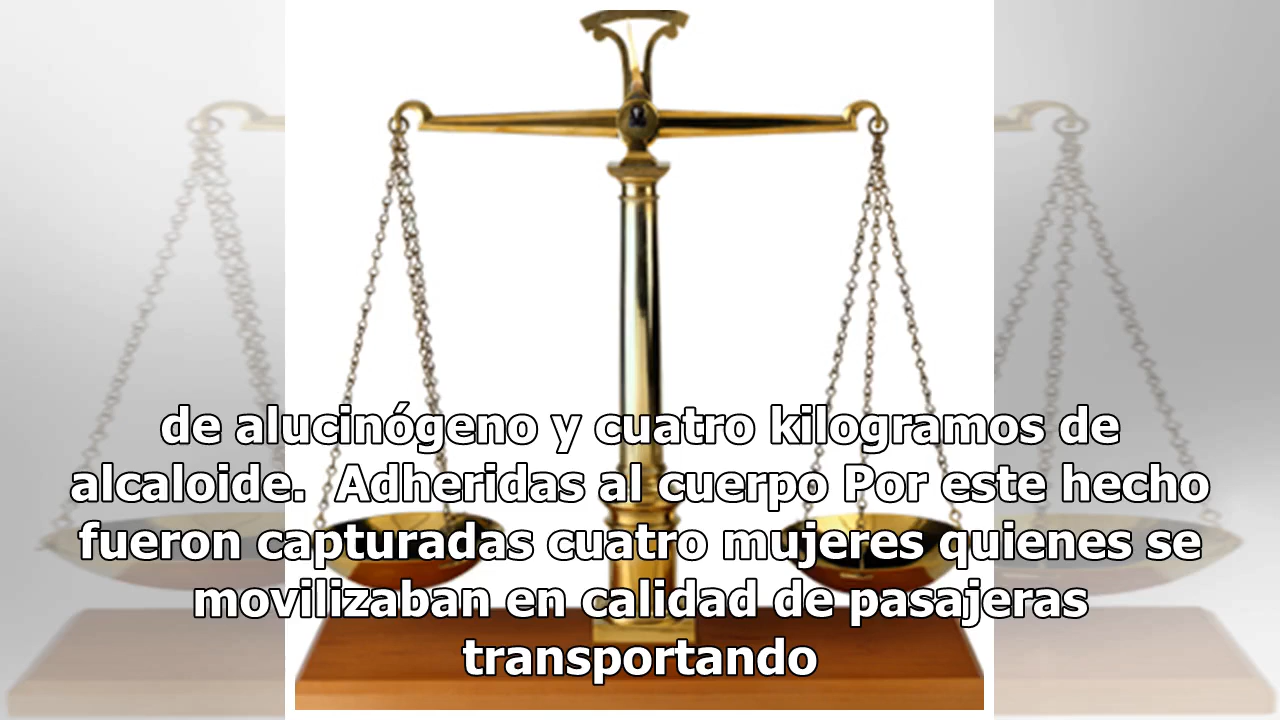 de alucinógeno y cuatro kilogramos de
alcaloide.  Adheridas al cuerpo Por este hecho
fueron capturadas cuatro mujeres quienes se
movilizaban en calidad de pasajeras
transportando